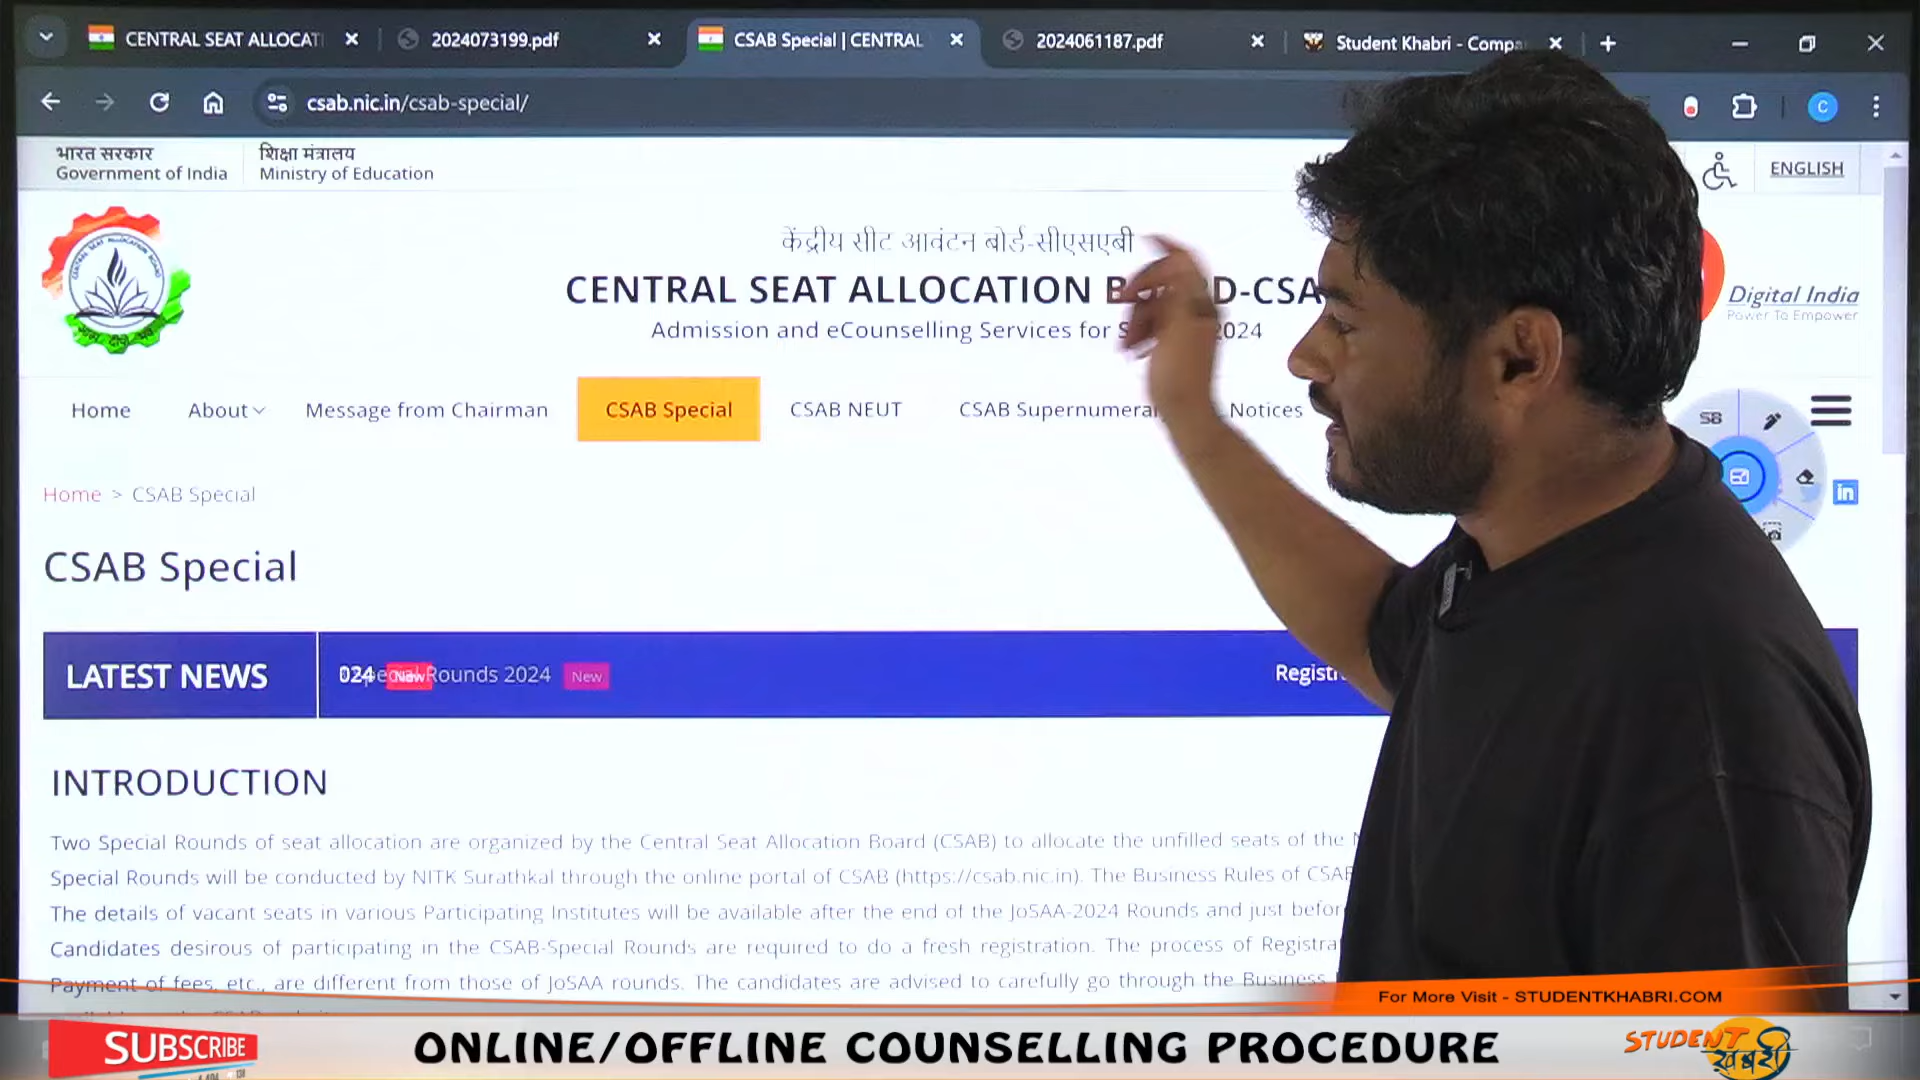 CENTRAL SEAT ALLOCATI
2024073199.pdf
CSAB Special | CENTRAL
2024061187.pdf
Student Khabri - Compa
csab.nic.in/csab-special/
C
भारत सरकार
Government of India
शिक्षा मंत्रालय
Ministry of Education
ENGLISH
केंद्रीय सीट आवंटन बोर्ड-सीएसएबी
CENTRAL SEAT ALLOCATION B D-CSA
Admission and eCounselling Services for S 2024
Digital India
Power To Empower
Home
About
Message from Chairman
CSAB Special
CSAB NEUT
CSAB Supernumerar
Notices
in
Home > CSAB Special
CSAB Special
LATEST NEWS
024 New
Special Rounds 2024 New
Registr
INTRODUCTION
Two Special Rounds of seat allocation are organized by the Central Seat Allocation Board (CSAB) to allocate the unfilled seats of the N
Special Rounds will be conducted by NITK Surathkal through the online portal of CSAB (https://csab.nic.in). The Business Rules of CSAB
The details of vacant seats in various Participating Institutes will be available after the end of the JoSAA-2024 Rounds and just befor
Candidates desirous of participating in the CSAB-Special Rounds are required to do a fresh registration. The process of Registra
Payment of fees, etc., are different from those of JoSAA rounds. The candidates are advised to carefully go through the Business
For More Visit - STUDENTKHABRI.COM
SUBSCRIBE
ONLINE/OFFLINE COUNSELLING PROCEDURE
STUDENT
ख़बरी